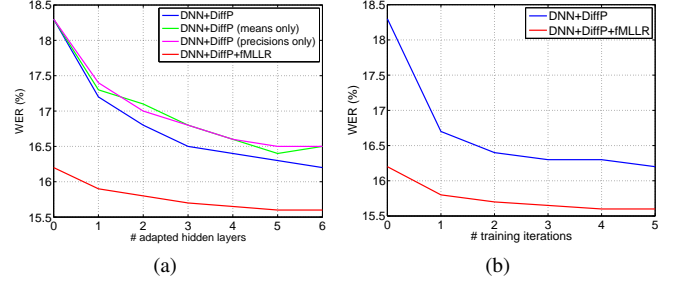 18.5
18
17.5
17
16.5
16
15.5
WER (%)
0 1 2 3 4 5 6
# adapted hidden layers
DNN+DiffP
DNN+DiffP (means only)
DNN+DiffP (precisions only)
DNN+DiffP+fMLLR
(a)
18.5
18
17.5
17
16.5
16
15.5
WER (%)
0 1 2 3 4 5
# training iterations
DNN+DiffP
DNN+DiffP+fMLLR
(b)